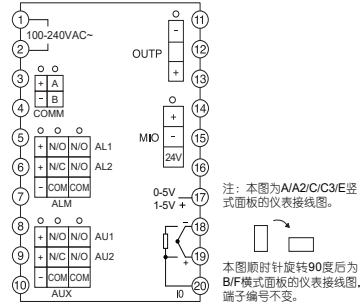 1 11
100-240VAC~
2 OUTP - 12
+
3 13
+ A
- B
4 COMM 14
+
5 MIO - 15
+ N/O N/O AL1
24V
6 + N/C N/O AL2 16
- COM COM
7 ALM 0-5V 17
1-5V +
8 - 18
+ N/O N/O AU1
9 + N/C N/O AU2 19
+
- COM COM
10 AUX I0 20
注：本图为A/A2/C/C3/E竖
式面板的仪表接线图。
本图顺时针旋转90度后为
B/F横式面板的仪表接线图，
端子编号不变。